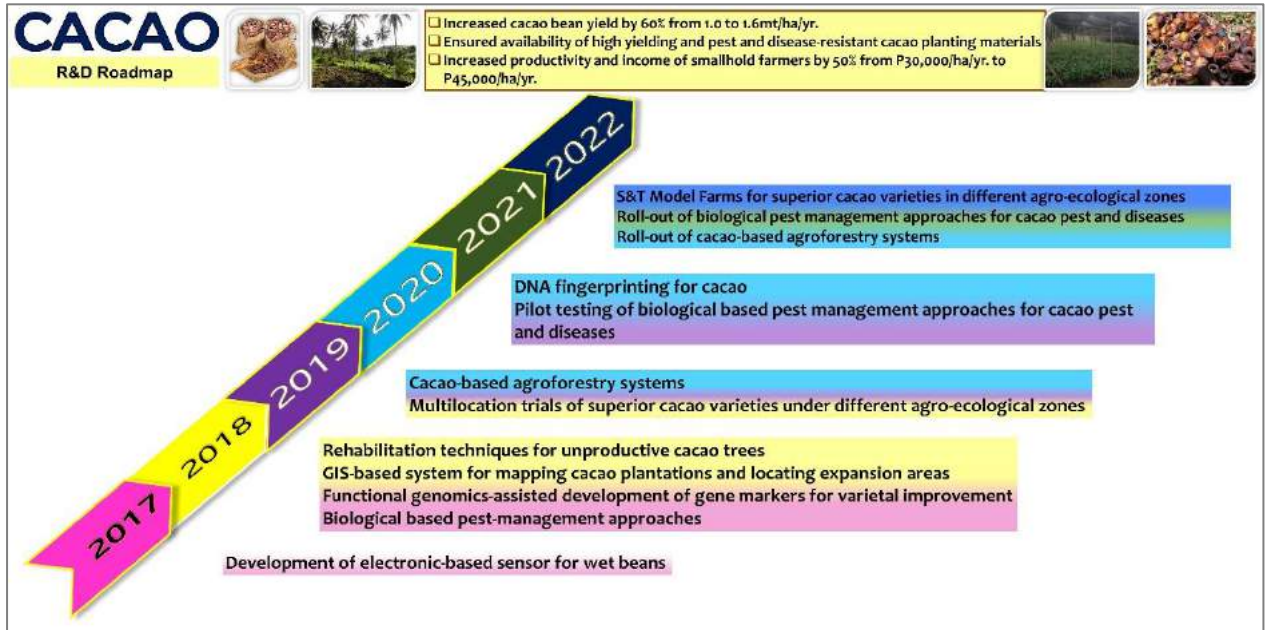 CACAO
R&D Roadmap
❑ Increased cacao bean yield by 60% from 1.0 to 1.6mt/ha/yr.
❑ Ensured availability of high yielding and pest and disease-resistant cacao planting materials
❑ Increased productivity and income of smallhold farmers by 50% from P30,000/ha/yr. to
P45,000/ha/yr.
2022
2021
2020
2019
2018
2017
S&T Model Farms for superior cacao varieties in different agro-ecological zones
Roll-out of biological pest management approaches for cacao pest and diseases
Roll-out of cacao-based agroforestry systems
DNA fingerprinting for cacao
Pilot testing of biological based pest management approaches for cacao pest
and diseases
Cacao-based agroforestry systems
Multilocation trials of superior cacao varieties under different agro-ecological zones
Rehabilitation techniques for unproductive cacao trees
GIS-based system for mapping cacao plantations and locating expansion areas
Functional genomics-assisted development of gene markers for varietal improvement
Biological based pest-management approaches
Development of electronic-based sensor for wet beans